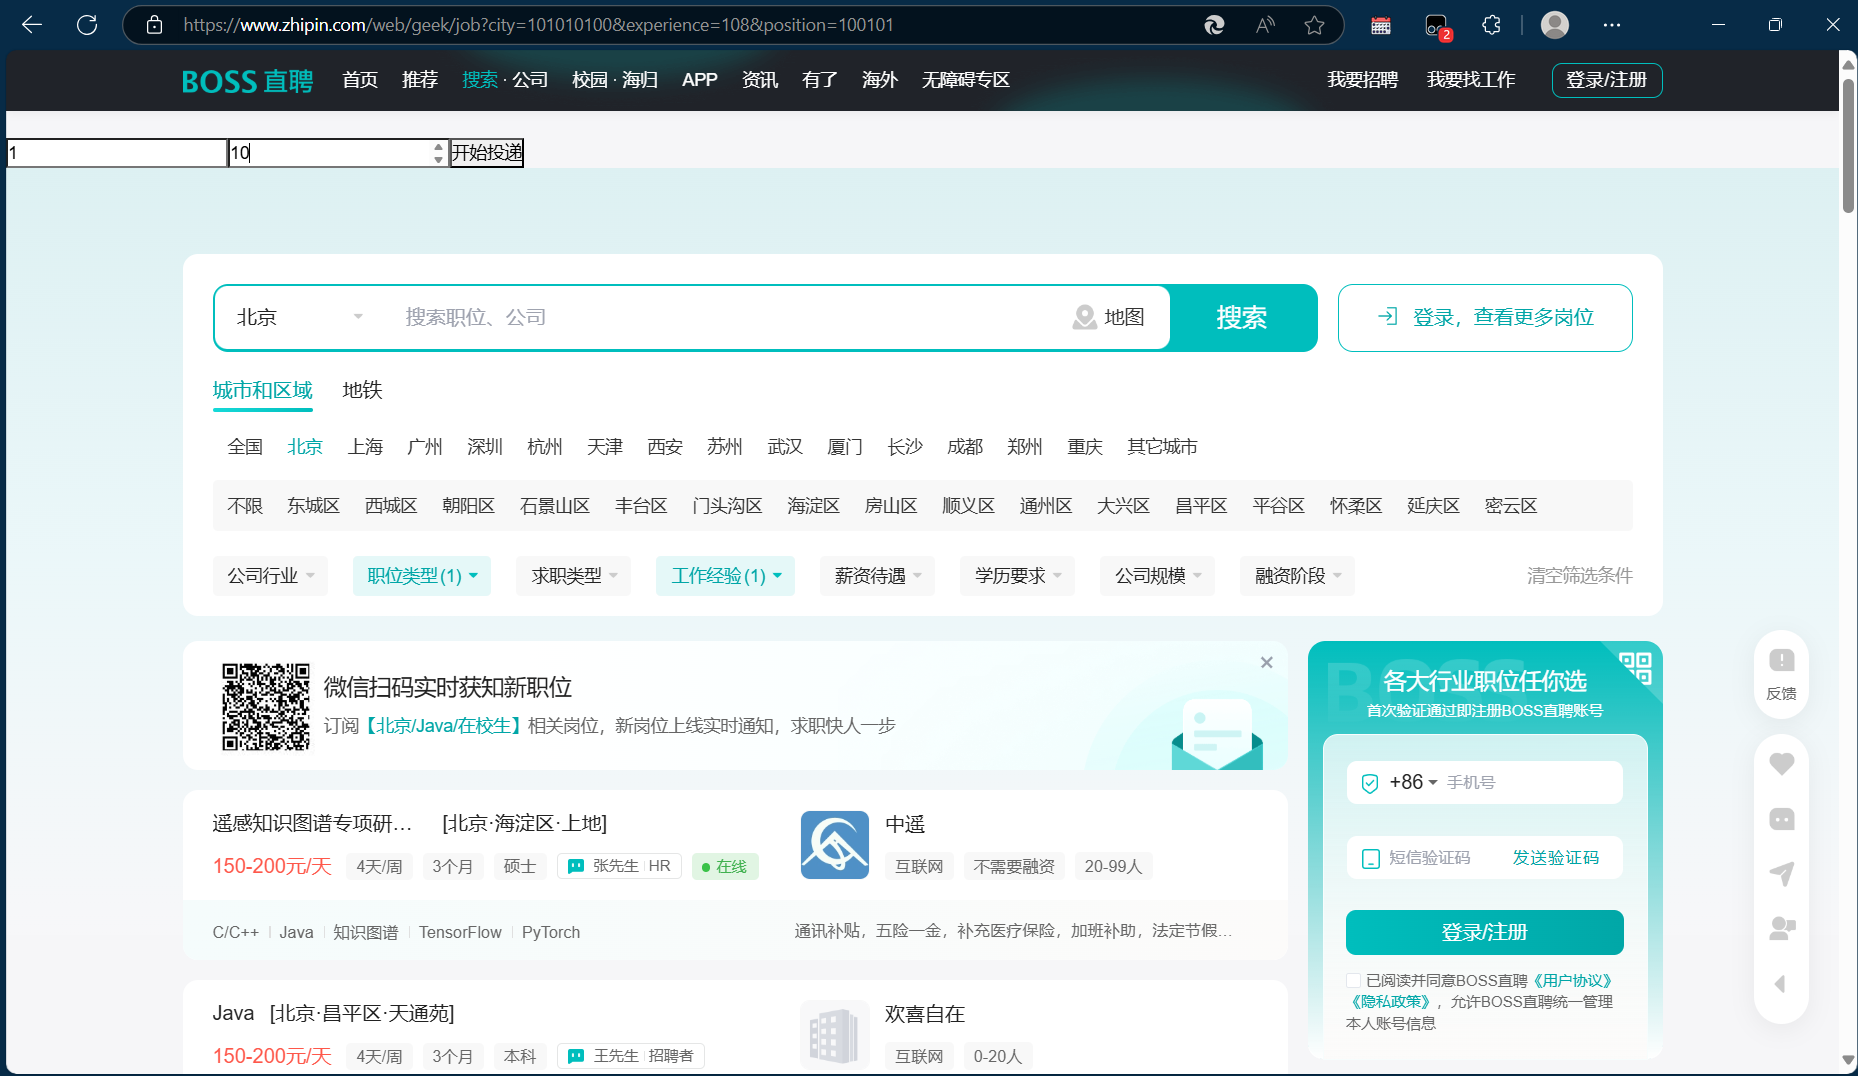 https://www.zhipin.com/web/geek/job?city=101010100&experience=108&position=100101
2
BOSS 直聘 首页 推荐 搜索 · 公司 校园 · 海归 APP 资讯 有了 海外 无障碍专区 我要招聘 我要找工作 登录/注册
1 10 开始投递
北京 搜索职位、公司 地图 搜索 登录，查看更多岗位
城市和区域 地铁
全国 北京 上海 广州 深圳 杭州 天津 西安 苏州 武汉 厦门 长沙 成都 郑州 重庆 其它城市
不限 东城区 西城区 朝阳区 石景山区 丰台区 门头沟区 海淀区 房山区 顺义区 通州区 大兴区 昌平区 平谷区 怀柔区 延庆区 密云区
公司行业 职位类型(1) 求职类型 工作经验(1) 薪资待遇 学历要求 公司规模 融资阶段 清空筛选条件
微信扫码实时获知新职位
订阅【北京/Java/在校生】相关岗位，新岗位上线实时通知，求职快人一步
遥感知识图谱专项研... [北京·海淀区·上地]
150-200元/天 4天/周 3个月 硕士 张先生 HR 在线
中遥
互联网 不需要融资 20-99人
C/C++ Java 知识图谱 TensorFlow PyTorch
通讯补贴，五险一金，补充医疗保险，加班补助，法定节假...
Java [北京·昌平区·天通苑]
150-200元/天 4天/周 3个月 本科 王先生 招聘者
欢喜自在
互联网 0-20人
BOSS
各大行业职位任你选
首次验证通过即注册BOSS直聘账号
+86 手机号
短信验证码 发送验证码
登录/注册
已阅读并同意BOSS直聘《用户协议》
《隐私政策》，允许BOSS直聘统一管理
本人账号信息
反馈